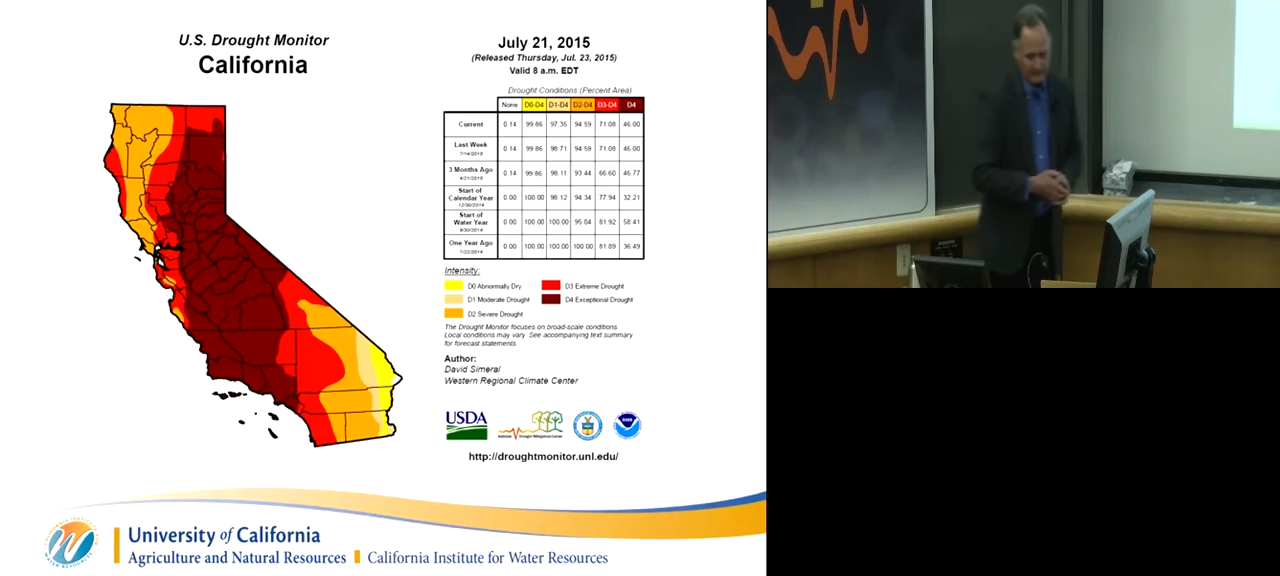 U.S. Drought Monitor
California
July 21, 2015
(Released Thursday, Jul. 23, 2015)
Valid 8 a.m. EDT
Drought Conditions (Percent Area)
None D0-D4 D1-D4 D2-D4 D3-D4 D4
Current 0.14 99.86 97.35 94.59 71.08 46.00
Last Week 0.14 99.86 98.71 94.59 71.08 46.00
7/14/2015
3 Months Ago 0.14 99.86 98.11 93.44 66.60 46.77
4/21/2015
Start of
Calendar Year 0.00 100.00 98.12 94.34 77.94 32.21
12/30/2014
Start of
Water Year 0.00 100.00 100.00 95.04 81.92 58.41
9/30/2014
One Year Ago 0.00 100.00 100.00 100.00 81.89 36.49
7/22/2014
Intensity:
D0 Abnormally Dry
D1 Moderate Drought
D2 Severe Drought
D3 Extreme Drought
D4 Exceptional Drought
The Drought Monitor focuses on broad-scale conditions.
Local conditions may vary. See accompanying text summary
for forecast statements.
Author:
David Simeral
Western Regional Climate Center
USDA
National Drought Mitigation Center
http://droughtmonitor.unl.edu/
University of California
Agriculture and Natural Resources California Institute for Water Resources